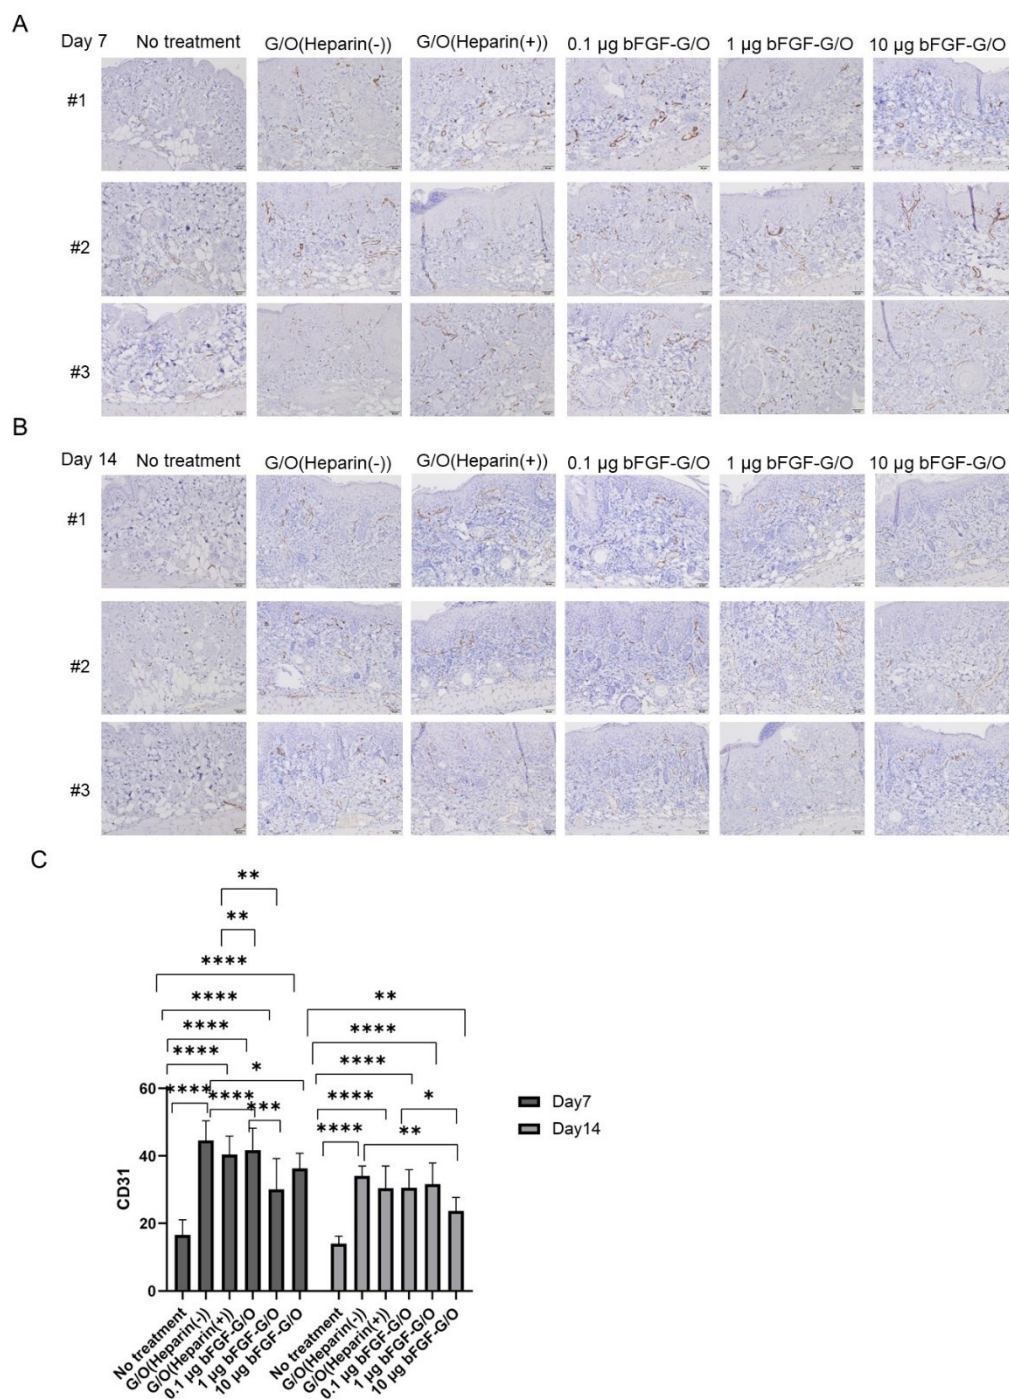 A
Day 7 No treatment G/O(Heparin(-)) G/O(Heparin(+)) 0.1 µg bFGF-G/O 1 µg bFGF-G/O 10 µg bFGF-G/O
#1
#2
#3
B
Day 14 No treatment G/O(Heparin(-)) G/O(Heparin(+)) 0.1 µg bFGF-G/O 1 µg bFGF-G/O 10 µg bFGF-G/O
#1
#2
#3
C
**
**
****
**
****
****
****
****
****
*
****
*
****
****
***
****
**
60
40
20
0
CD31
Day7
Day14
No treatment
G/O(Heparin(-))
G/O(Heparin(+))
0.1 µg bFGF-G/O
1 µg bFGF-G/O
10 µg bFGF-G/O
No treatment
G/O(Heparin(-))
G/O(Heparin(+))
0.1 µg bFGF-G/O
1 µg bFGF-G/O
10 µg bFGF-G/O